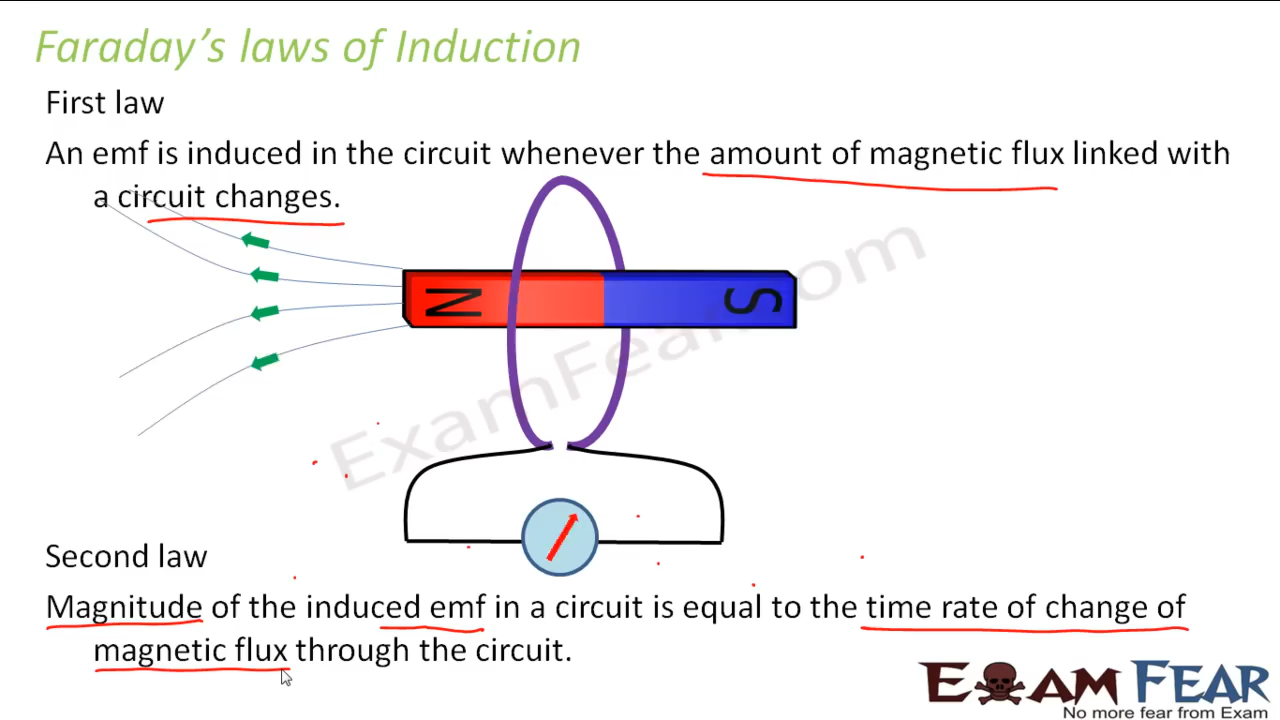 Faraday's laws of Induction
First law
An emf is induced in the circuit whenever the amount of magnetic flux linked with
a circuit changes.
N S
ExamFear.com
Second law
Magnitude of the induced emf in a circuit is equal to the time rate of change of
magnetic flux through the circuit.
EXAM FEAR
No more fear from Exam